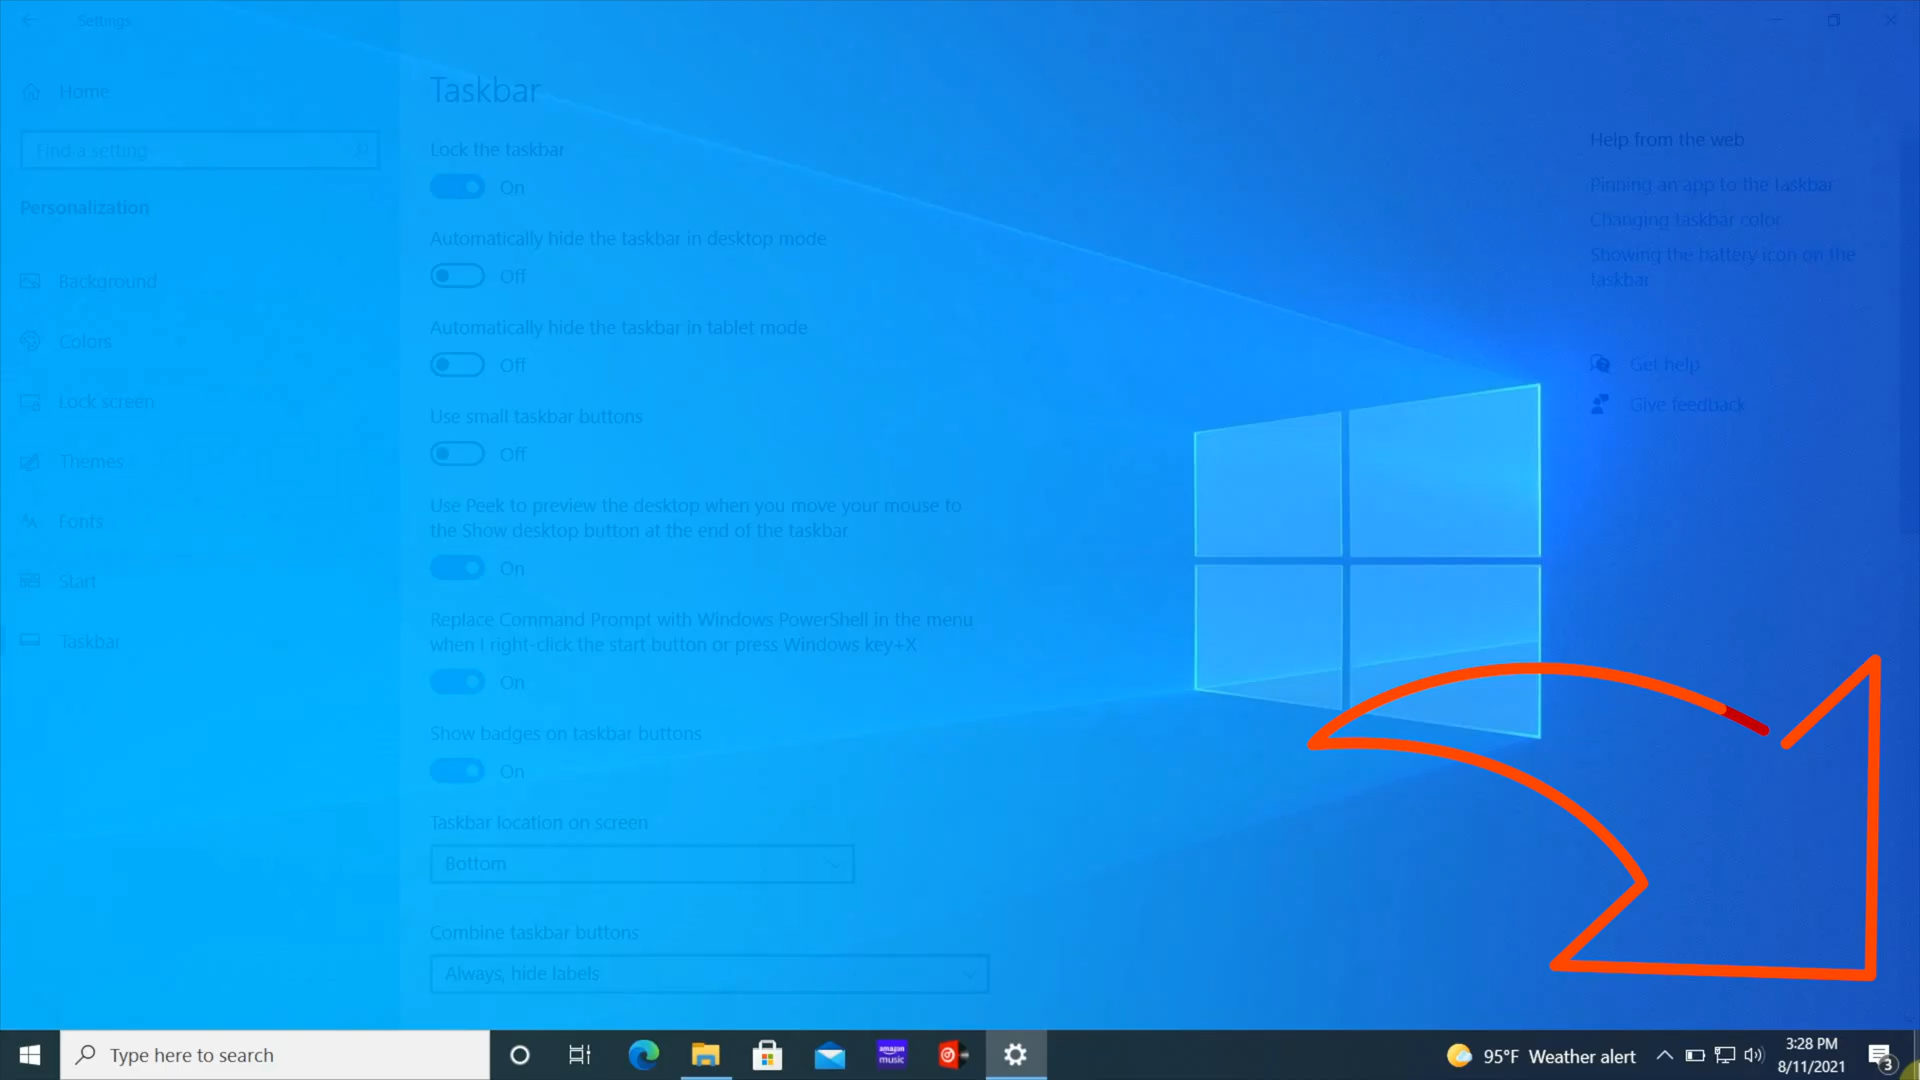 Settings
Home
Find a setting
Personalization
Background
Colors
Lock screen
Themes
Fonts
Start
Taskbar
Taskbar
Lock the taskbar
On
Automatically hide the taskbar in desktop mode
Off
Automatically hide the taskbar in tablet mode
Off
Use small taskbar buttons
Off
Use Peek to preview the desktop when you move your mouse to
the Show desktop button at the end of the taskbar
On
Replace Command Prompt with Windows PowerShell in the menu
when I right-click the start button or press Windows key+X
On
Show badges on taskbar buttons
On
Taskbar location on screen
Bottom
Combine taskbar buttons
Always, hide labels
Help from the web
Pinning an app to the taskbar
Changing taskbar color
Showing the battery icon on the
taskbar
Get help
Give feedback
Type here to search
amazon
music
95°F Weather alert
3:28 PM
8/11/2021
3